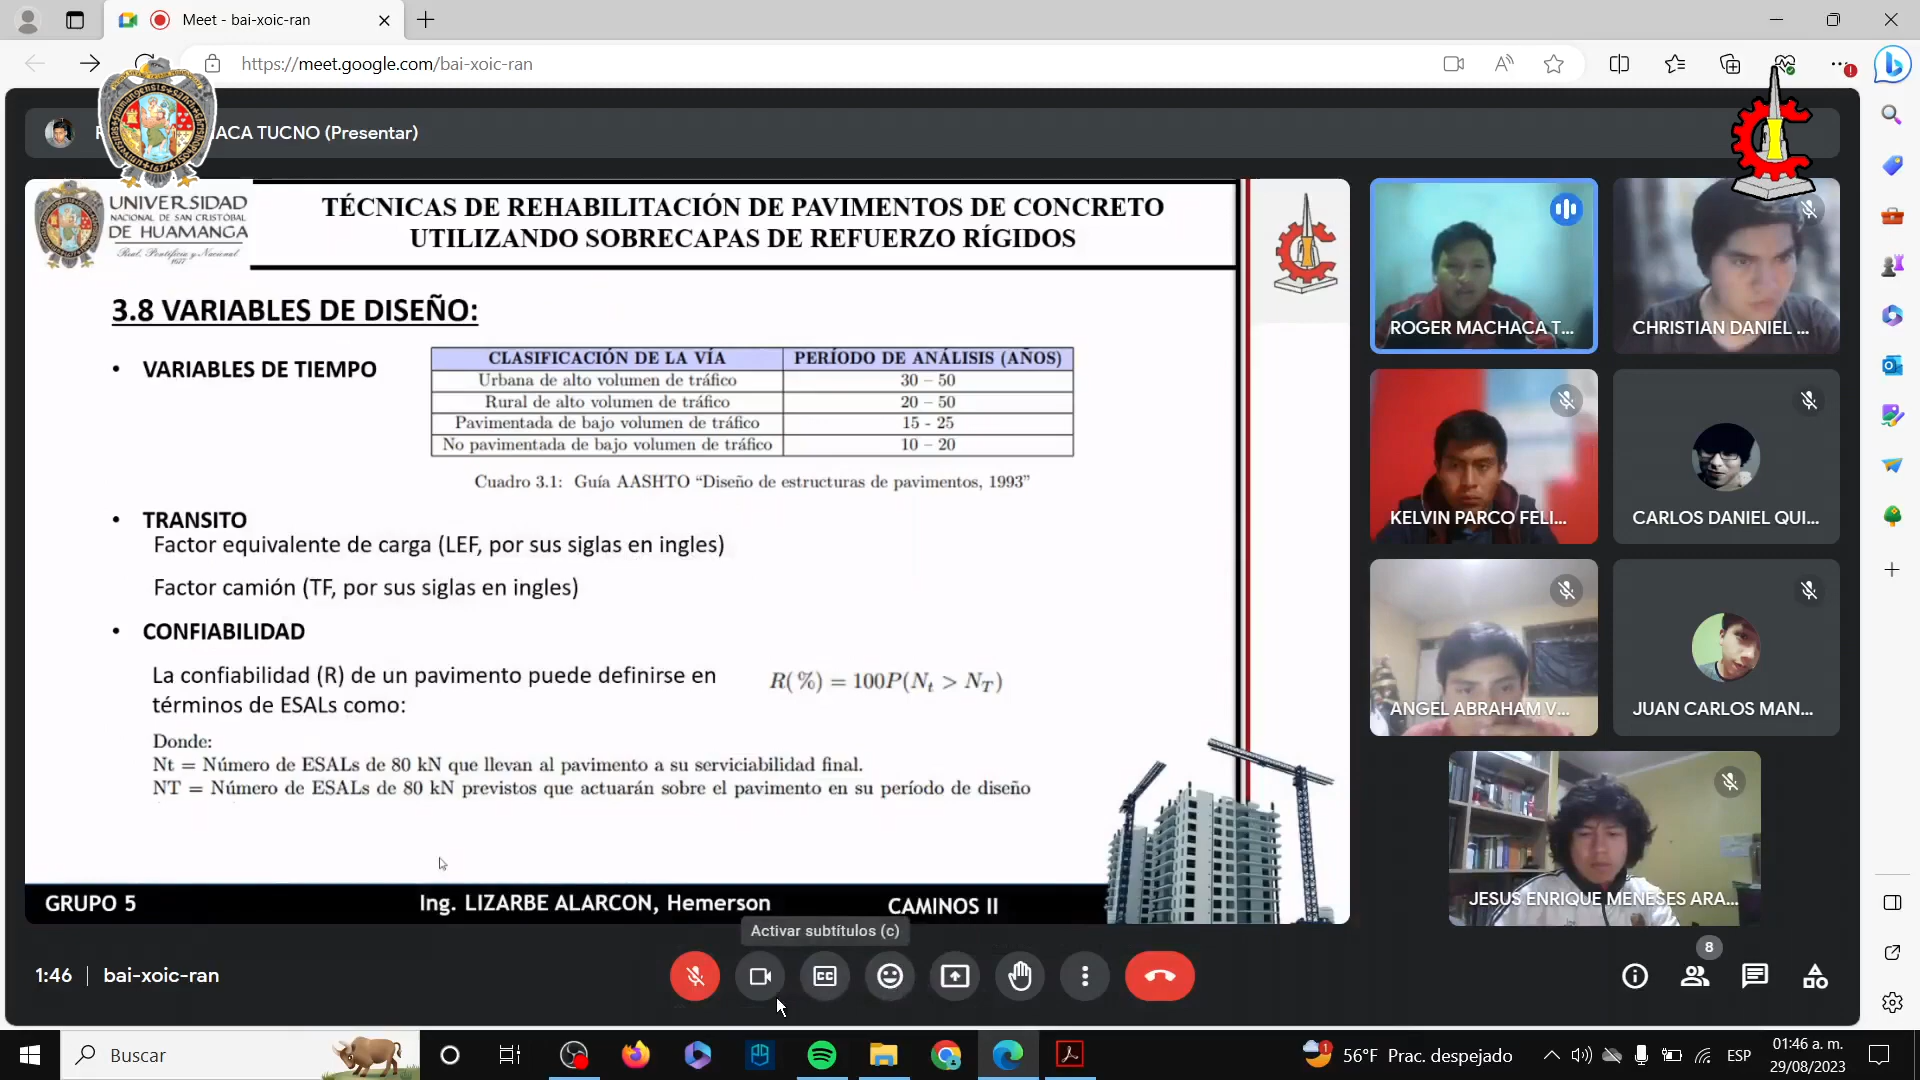 Meet - bai-xoic-ran
https://meet.google.com/bai-xoic-ran
ACA TUCNO (Presentar)
UNIVERSIDAD
NACIONAL DE SAN CRISTÓBAL
DE HUAMANGA
Real, Pontificia y Nacional
1677
TÉCNICAS DE REHABILITACIÓN DE PAVIMENTOS DE CONCRETO
UTILIZANDO SOBRECAPAS DE REFUERZO RÍGIDOS
3.8 VARIABLES DE DISEÑO:
• VARIABLES DE TIEMPO
CLASIFICACIÓN DE LA VÍA PERÍODO DE ANÁLISIS (AÑOS)
Urbana de alto volumen de tráfico 30 – 50
Rural de alto volumen de tráfico 20 – 50
Pavimentada de bajo volumen de tráfico 15 - 25
No pavimentada de bajo volumen de tráfico 10 – 20
Cuadro 3.1: Guía AASHTO “Diseño de estructuras de pavimentos, 1993”
• TRANSITO
Factor equivalente de carga (LEF, por sus siglas en ingles)
Factor camión (TF, por sus siglas en ingles)
• CONFIABILIDAD
La confiabilidad (R) de un pavimento puede definirse en
términos de ESALs como:
R(%) = 100P(Nt > NT)
Donde:
Nt = Número de ESALs de 80 kN que llevan al pavimento a su serviciabilidad final.
NT = Número de ESALs de 80 kN previstos que actuarán sobre el pavimento en su período de diseño
GRUPO 5
Ing. LIZARBE ALARCON, Hemerson
CAMINOS II
ROGER MACHACA T...
CHRISTIAN DANIEL ...
KELVIN PARCO FELI...
CARLOS DANIEL QUI...
ANGEL ABRAHAM V...
JUAN CARLOS MAN...
JESUS ENRIQUE MENESES ARA...
Activar subtítulos (c)
1:46 | bai-xoic-ran
8
Buscar
1
56°F Prac. despejado
ESP
01:46 a. m.
29/08/2023